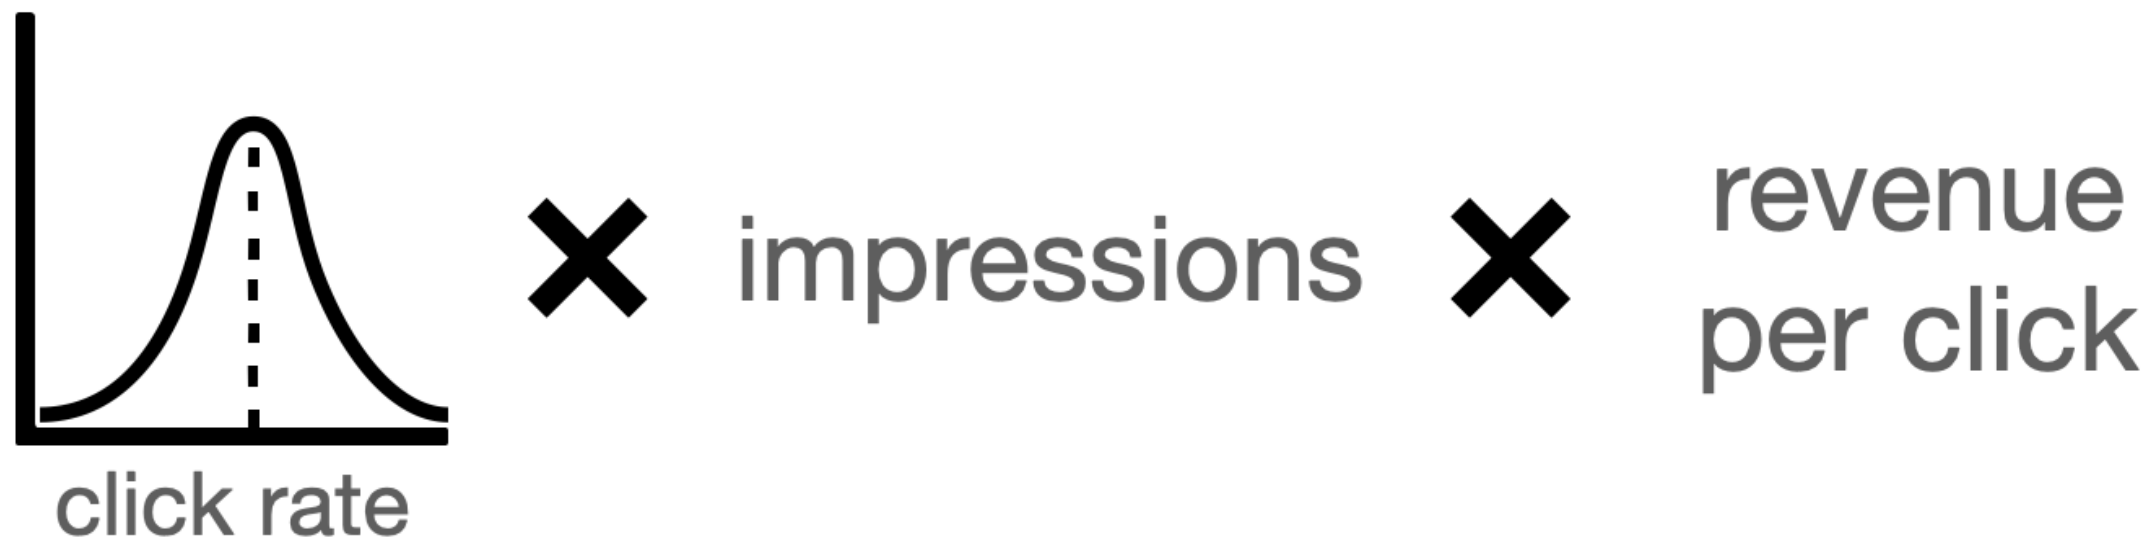 click rate
impressions
revenue
per click